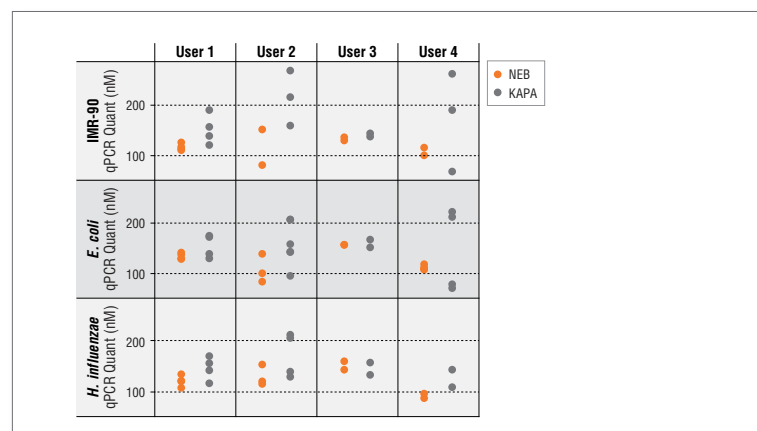 User 1 User 2 User 3 User 4
NEB
KAPA
IMR-90
qPCR Quant (nM)
200
100
E. coli
qPCR Quant (nM)
200
100
H. influenzae
qPCR Quant (nM)
200
100